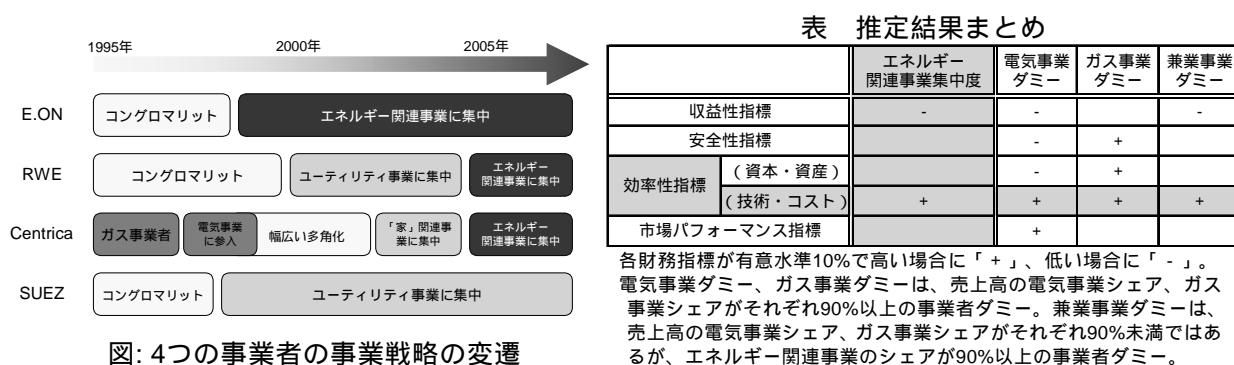 1995年 2000年 2005年
E.ON コングロマリット エネルギー関連事業に集中
RWE コングロマリット ユーティリティ事業に集中 エネルギー
関連事業に集中
Centrica ガス事業者 電気事業
に参入 幅広い多角化 「家」関連事
業に集中 エネルギー
関連事業に集中
SUEZ コングロマリット ユーティリティ事業に集中
図: 4つの事業者の事業戦略の変遷
表 推定結果まとめ
エネルギー
関連事業集中度 電気事業
ダミー ガス事業
ダミー 兼業事業
ダミー
収益性指標 - - -
安全性指標 - +
効率性指標 (資本・資産) - +
(技術・コスト) + + + +
市場パフォーマンス指標 +
各財務指標が有意水準10%で高い場合に「+」、低い場合に「-」。
電気事業ダミー、ガス事業ダミーは、売上高の電気事業シェア、ガス
事業シェアがそれぞれ90%以上の事業者ダミー。兼業事業ダミーは、
売上高の電気事業シェア、ガス事業シェアがそれぞれ90%未満ではあ
るが、エネルギー関連事業のシェアが90%以上の事業者ダミー。